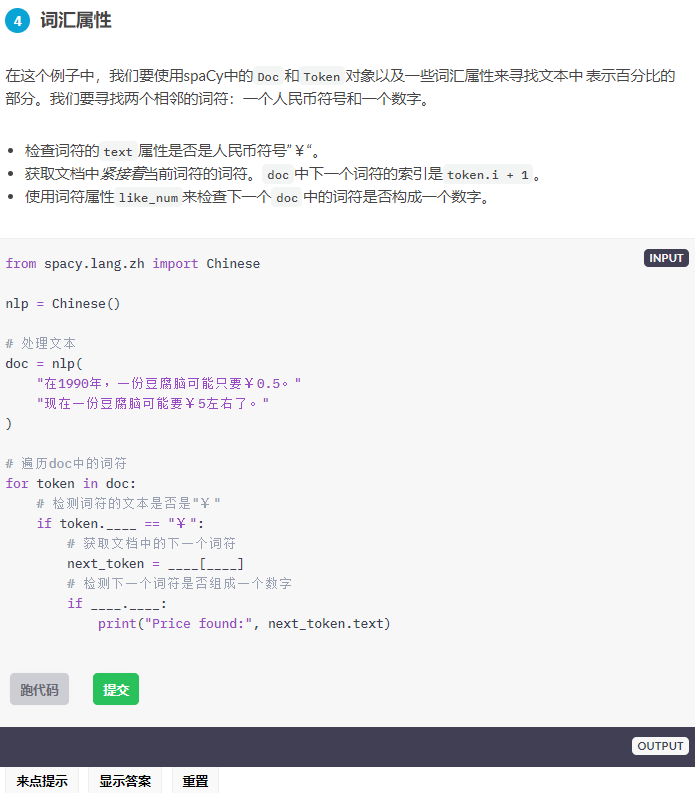 4 词汇属性
在这个例子中，我们要使用spaCy中的 Doc 和 Token 对象以及一些词汇属性来寻找文本中 表示百分比的
部分。我们要寻找两个相邻的词符：一个人民币符号和一个数字。
• 检查词符的 text 属性是否是人民币符号”￥“。
• 获取文档中紧接着当前词符的词符。 doc 中下一个词符的索引是 token.i + 1 。
• 使用词符属性 like_num 来检查下一个 doc 中的词符是否构成一个数字。
INPUT
from spacy.lang.zh import Chinese
nlp = Chinese()
# 处理文本
doc = nlp(
    "在1990年，一份豆腐脑可能只要￥0.5。"
    "现在一份豆腐脑可能要￥5左右了。"
)
# 遍历doc中的词符
for token in doc:
    # 检测词符的文本是否是"￥"
    if token.____ == "￥":
        # 获取文档中的下一个词符
        next_token = ____[____]
        # 检测下一个词符是否组成一个数字
        if ____.____:
            print("Price found:", next_token.text)
跑代码 提交
OUTPUT
来点提示 显示答案 重置